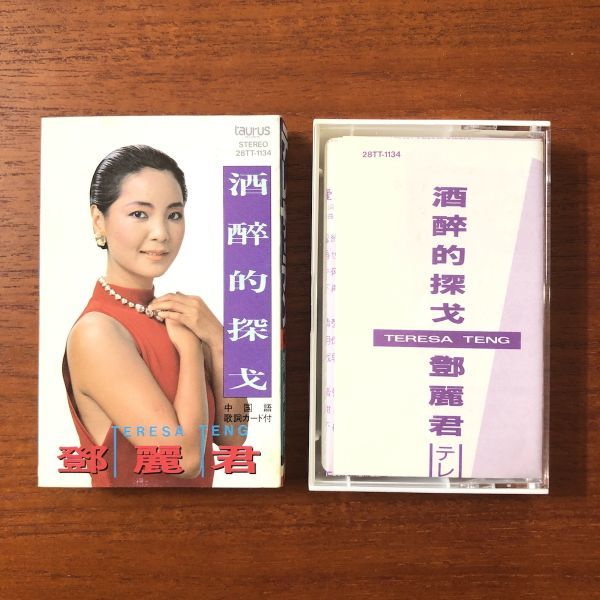 taurus
STEREO
28TT-1134
酒醉的探戈
中国語
歌詞カード付
TERESA TENG
鄧麗君
28TT-1134
酒醉的探戈
TERESA TENG
鄧麗君
テレ